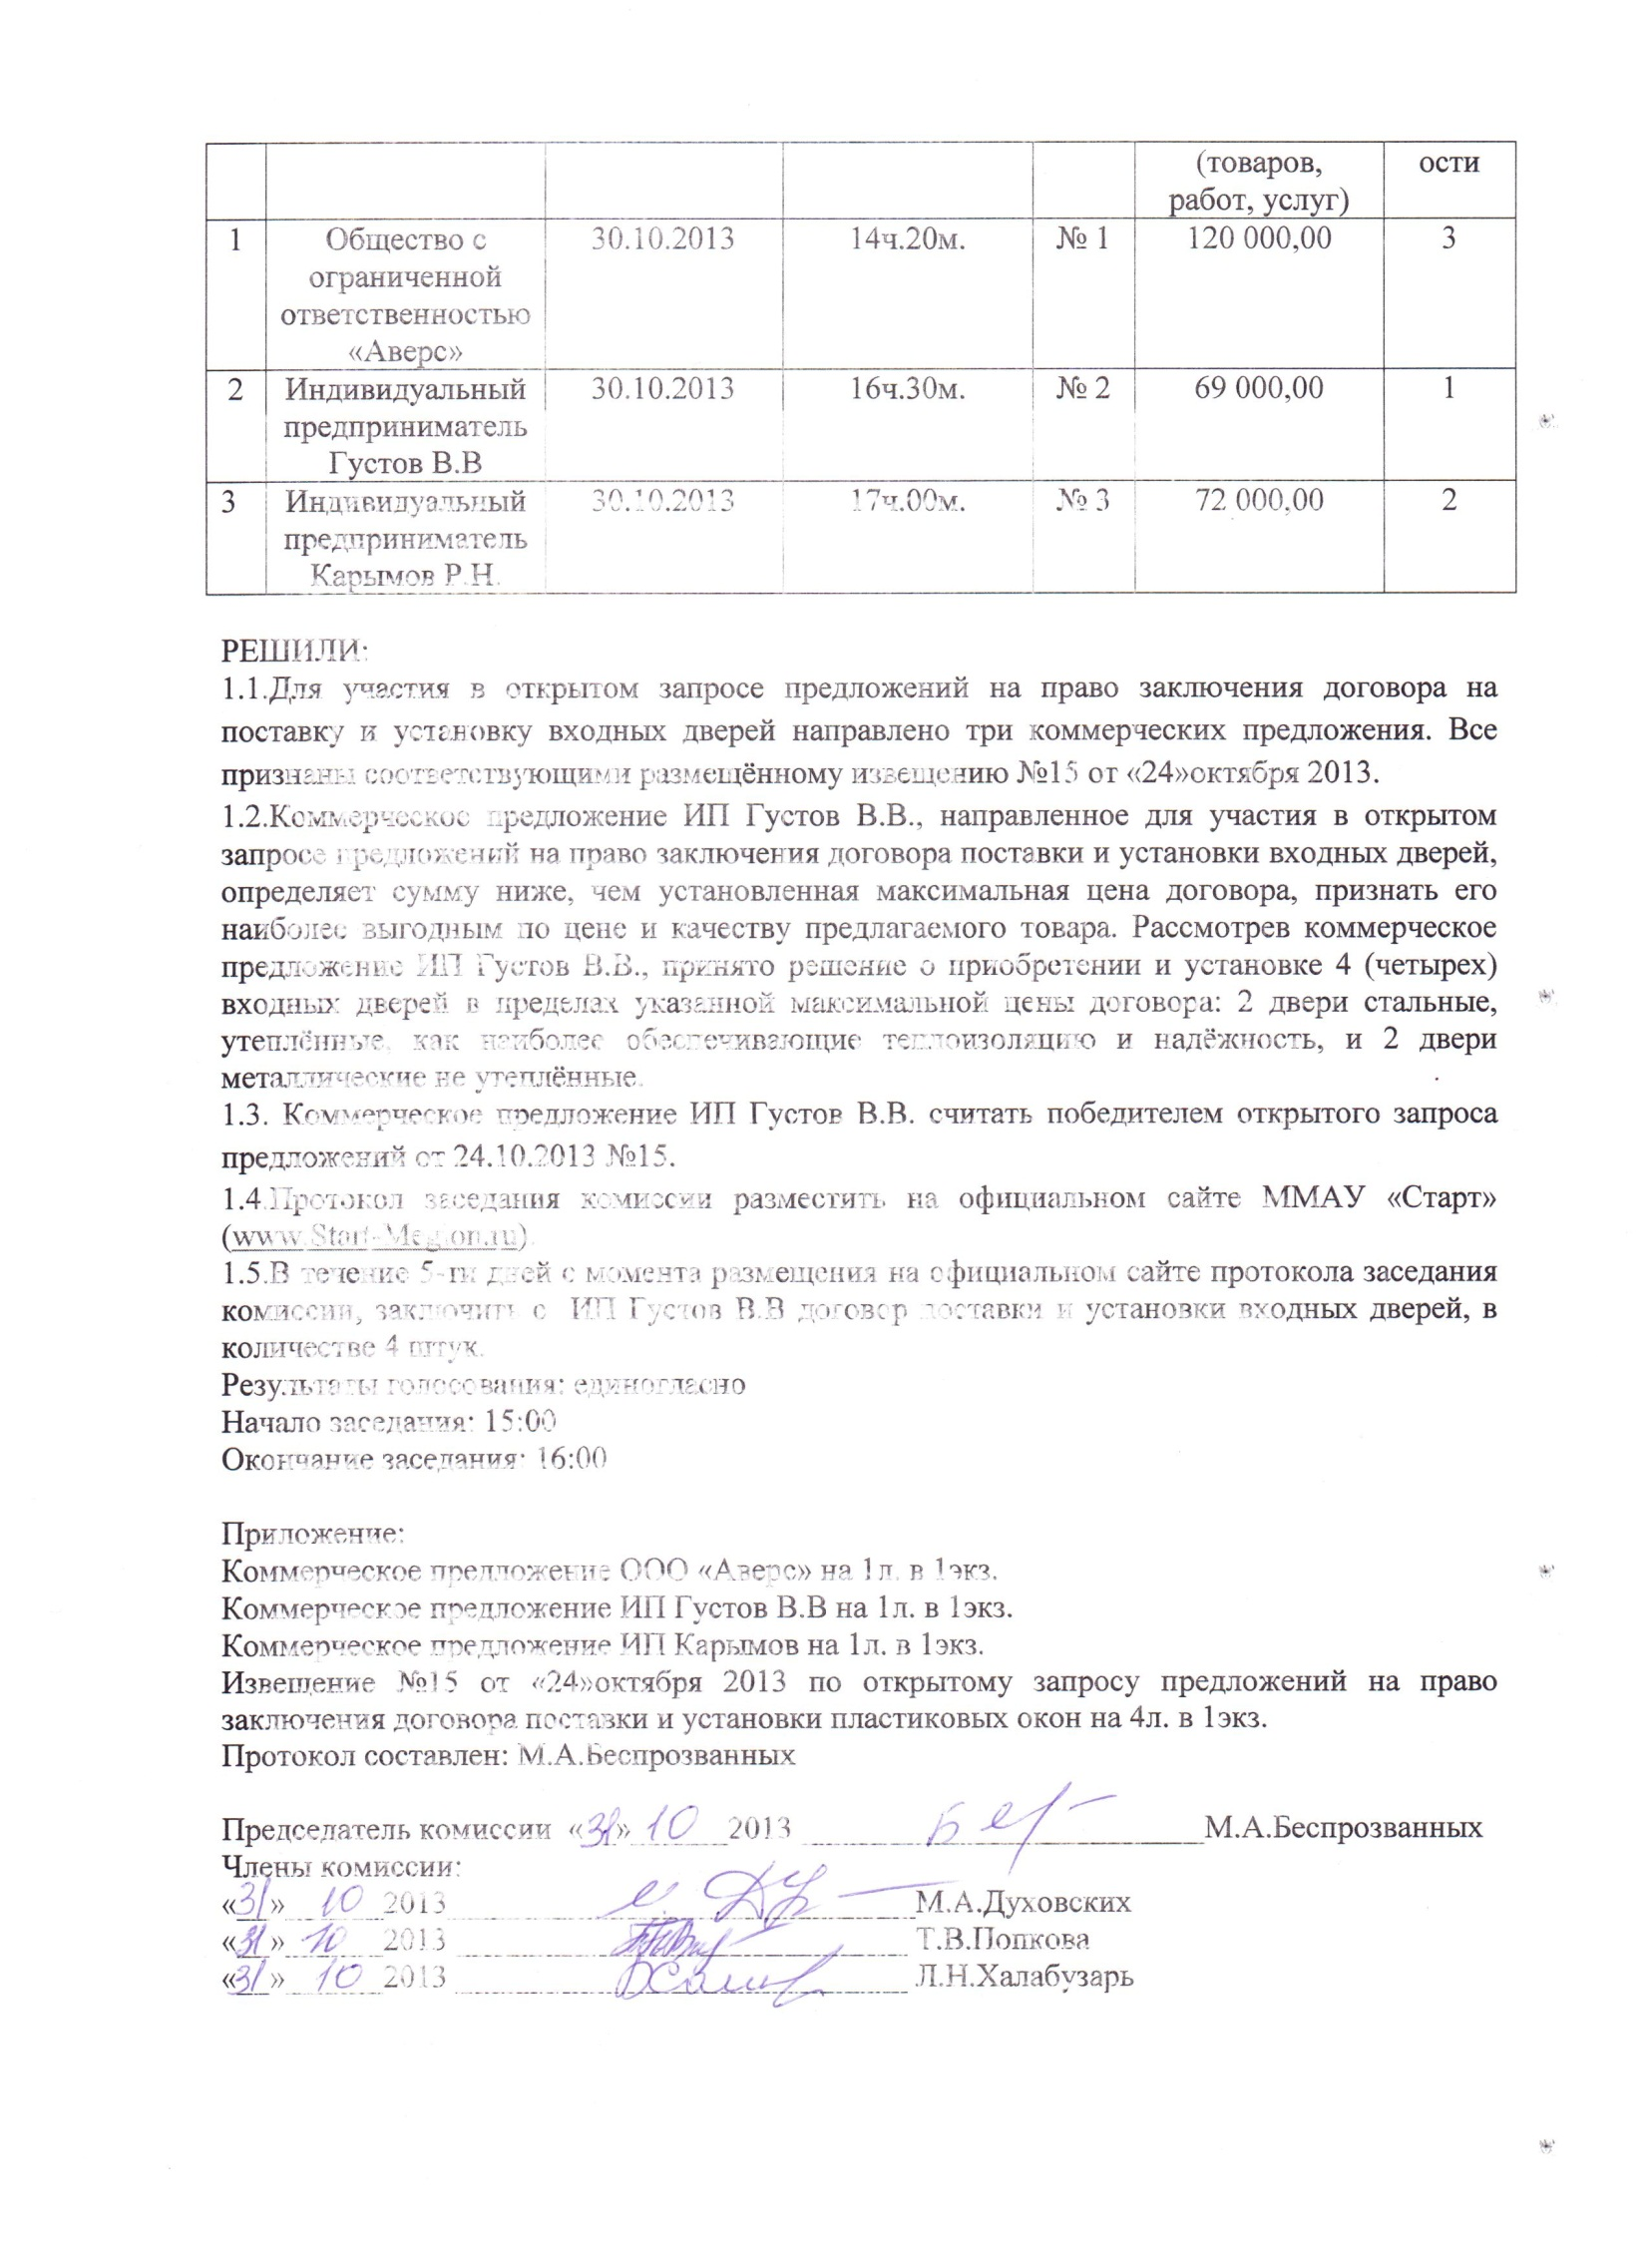 (товаров, ости
работ, услуг)
1 Общество с 30.10.2013 14ч.20м. № 1 120 000,00 3
ограниченной
ответственностью
«Аверс»
2 Индивидуальный 30.10.2013 16ч.30м. № 2 69 000,00 1
предприниматель
Густов В.В
3 Индивидуальный 30.10.2013 17ч.00м. № 3 72 000,00 2
предприниматель
Карымов Р.Н.
РЕШИЛИ:
1.1.Для участия в открытом запросе предложений на право заключения договора на
поставку и установку входных дверей направлено три коммерческих предложения. Все
признаны соответствующими размещённому извещению №15 от «24»октября 2013.
1.2.Коммерческое предложение ИП Густов В.В., направленное для участия в открытом
запросе предложений на право заключения договора поставки и установки входных дверей,
определяет сумму ниже, чем установленная максимальная цена договора, признать его
наиболее выгодным по цене и качеству предлагаемого товара. Рассмотрев коммерческое
предложение ИП Густов В.В., принято решение о приобретении и установке 4 (четырех)
входных дверей в пределах указанной максимальной цены договора: 2 двери стальные,
утеплённые, как наиболее обеспечивающие теплоизоляцию и надёжность, и 2 двери
металлические не утеплённые.
1.3. Коммерческое предложение ИП Густов В.В. считать победителем открытого запроса
предложений от 24.10.2013 №15.
1.4.Протокол заседания комиссии разместить на официальном сайте ММАУ «Старт»
(www.Start-Megion.ru).
1.5.В течение 5-ти дней с момента размещения на официальном сайте протокола заседания
комиссии, заключить с ИП Густов В.В договор поставки и установки входных дверей, в
количестве 4 штук.
Результаты голосования: единогласно
Начало заседания: 15:00
Окончание заседания: 16:00
Приложение:
Коммерческое предложение ООО «Аверс» на 1л. в 1экз.
Коммерческое предложение ИП Густов В.В на 1л. в 1экз.
Коммерческое предложение ИП Карымов на 1л. в 1экз.
Извещение №15 от «24»октября 2013 по открытому запросу предложений на право
заключения договора поставки и установки пластиковых окон на 4л. в 1экз.
Протокол составлен: М.А.Беспрозванных
Председатель комиссии «31» 10 2013 М.А.Беспрозванных
Члены комиссии:
«31» 10 2013 М.А.Духовских
«31» 10 2013 Т.В.Попкова
«31» 10 2013 Л.Н.Халабузарь